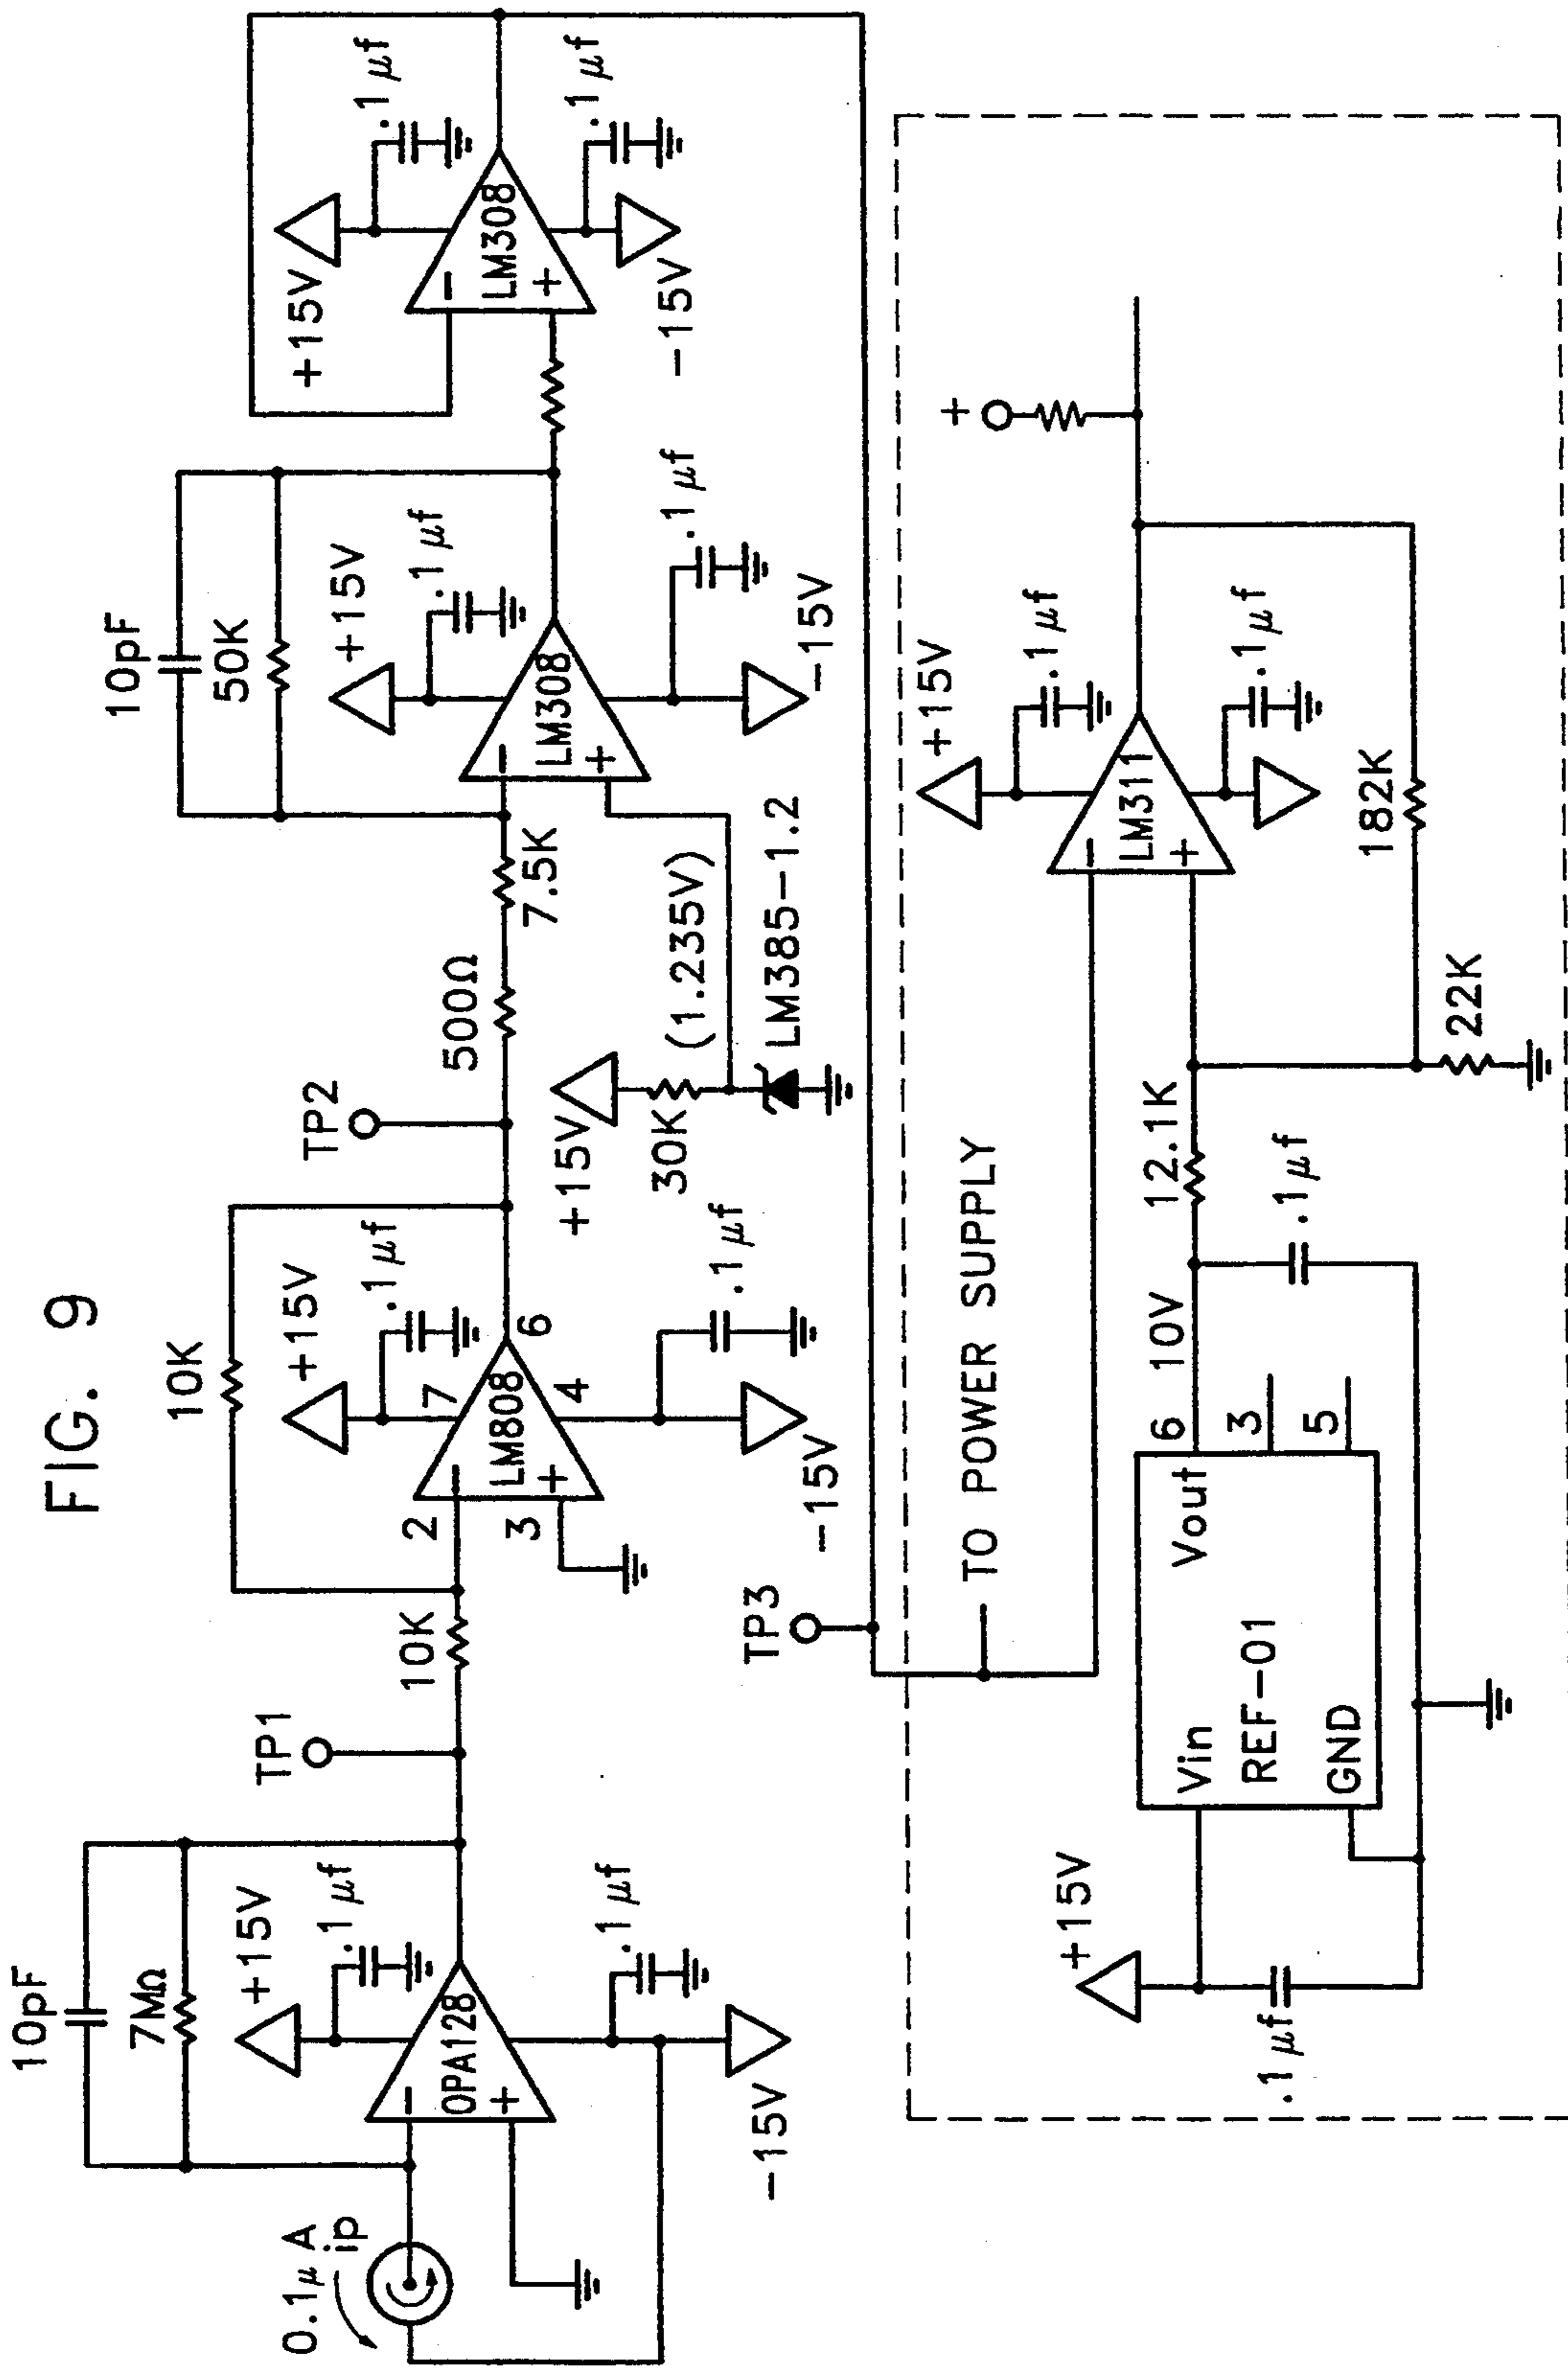 FIG. 9
10pF
7MΩ
+15V
.1μf
0.1μA
ip
OPA128
−
+
.1μf
−15V
TP1
10K
10K
+15V
.1μf
2
7
LM808
−
+
6
3
4
.1μf
−15V
TP2
500Ω
7.5K
+15V
30K
(1.235V)
LM385-1.2
10pF
50K
+15V
.1μf
LM308
−
+
.1μf
−15V
+15V
.1μf
LM308
−
+
.1μf
−15V
TP3
TO POWER SUPPLY
+15V
.1μf
Vin
Vout
REF-01
GND
6
3
5
10V
.1μf
12.1K
22K
182K
+15V
.1μf
LM311
−
+
.1μf
+